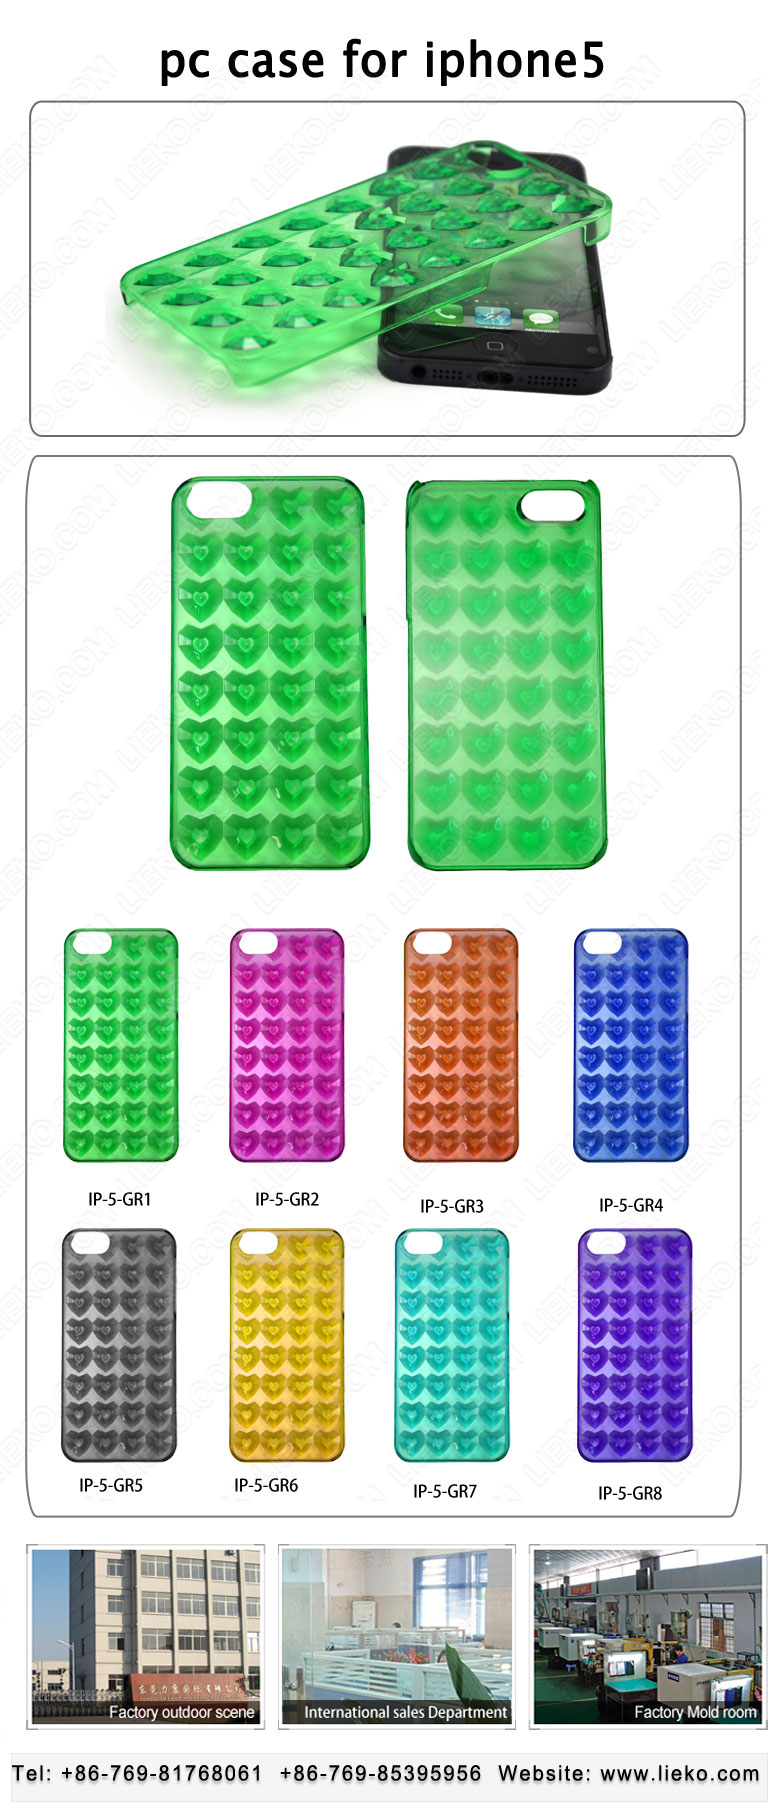 pc case for iphone5
IP-5-GR1
IP-5-GR2
IP-5-GR3
IP-5-GR4
IP-5-GR5
IP-5-GR6
IP-5-GR7
IP-5-GR8
Factory outdoor scene
International sales Department
Factory Mold room
Tel: +86-769-81768061 +86-769-85395956 Website: www.lieko.com
LIEKO.COM